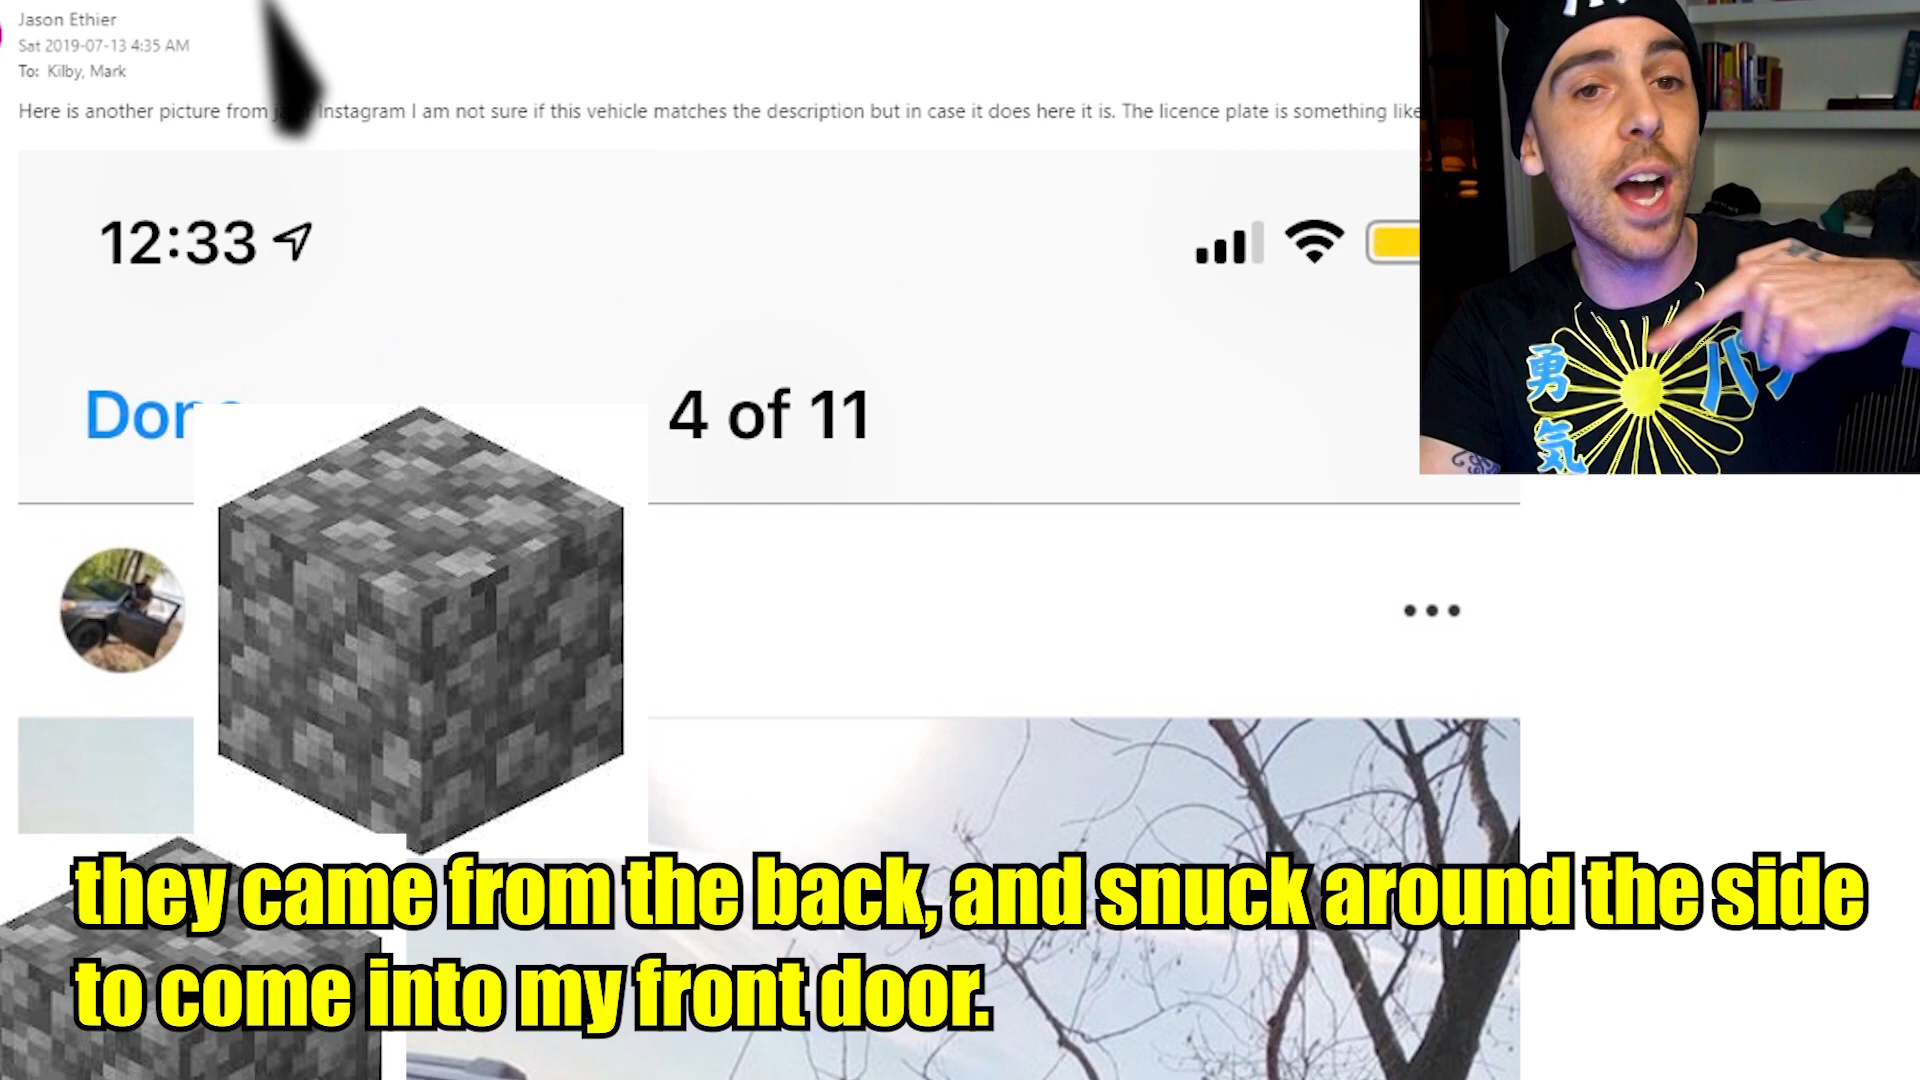 Jason Ethier
Sat 2019-07-13 4:35 AM
To: Kilby, Mark
Here is another picture from Instagram I am not sure if this vehicle matches the description but in case it does here it is. The licence plate is something like
12:33
4 of 11
勇
気
they came from the back, and snuck around the side
to come into my front door.